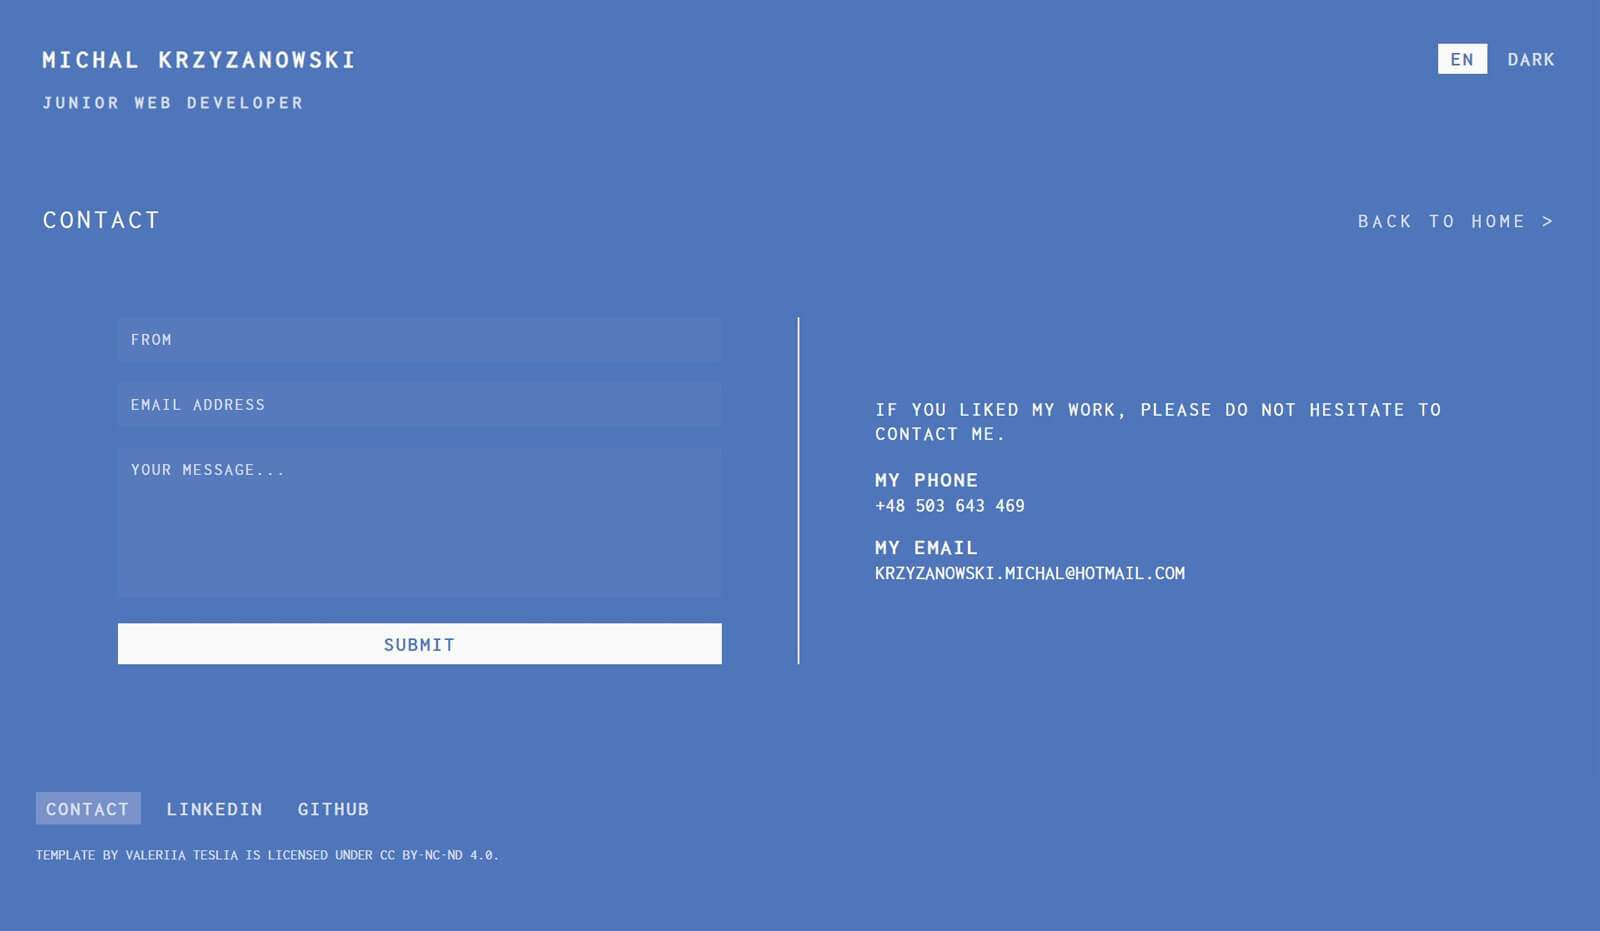 MICHAL KRZYZANOWSKI
EN DARK
JUNIOR WEB DEVELOPER
CONTACT
BACK TO HOME >
FROM
EMAIL ADDRESS
YOUR MESSAGE...
SUBMIT
IF YOU LIKED MY WORK, PLEASE DO NOT HESITATE TO
CONTACT ME.
MY PHONE
+48 503 643 469
MY EMAIL
KRZYZANOWSKI.MICHAL@HOTMAIL.COM
CONTACT LINKEDIN GITHUB
TEMPLATE BY VALERIIA TESLIA IS LICENSED UNDER CC BY-NC-ND 4.0.